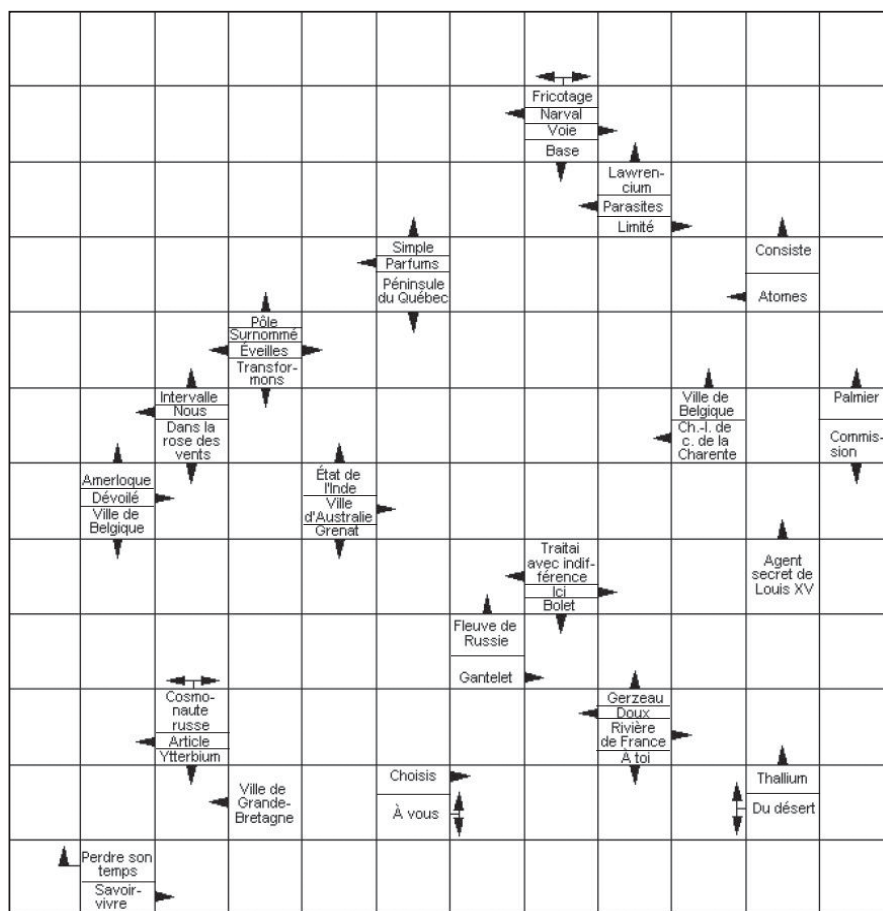 Fricotage
Narval
Voie
Base
Lawren-
cium
Parasites
Limité
Simple
Parfums
Péninsule
du Québec
Consiste
Atomes
Pôle
Surnommé
Éveilles
Transfor-
mons
Intervalle
Nous
Dans la
rose des
vents
Ville de
Belgique
Ch.-l. de
c. de la
Charente
Palmier
Commis-
sion
Amerloque
Dévoilé
Ville de
Belgique
État de
l'Inde
Ville
d'Australie
Grenat
Traitai
avec indif-
férence
Ici
Bolet
Agent
secret de
Louis XV
Fleuve de
Russie
Gantelet
Cosmo-
naute
russe
Article
Ytterbium
Gerzeau
Doux
Rivière
de France
À toi
Ville de
Grande-
Bretagne
Choisis
À vous
Thallium
Du désert
Perdre son
temps
Savoir-
vivre